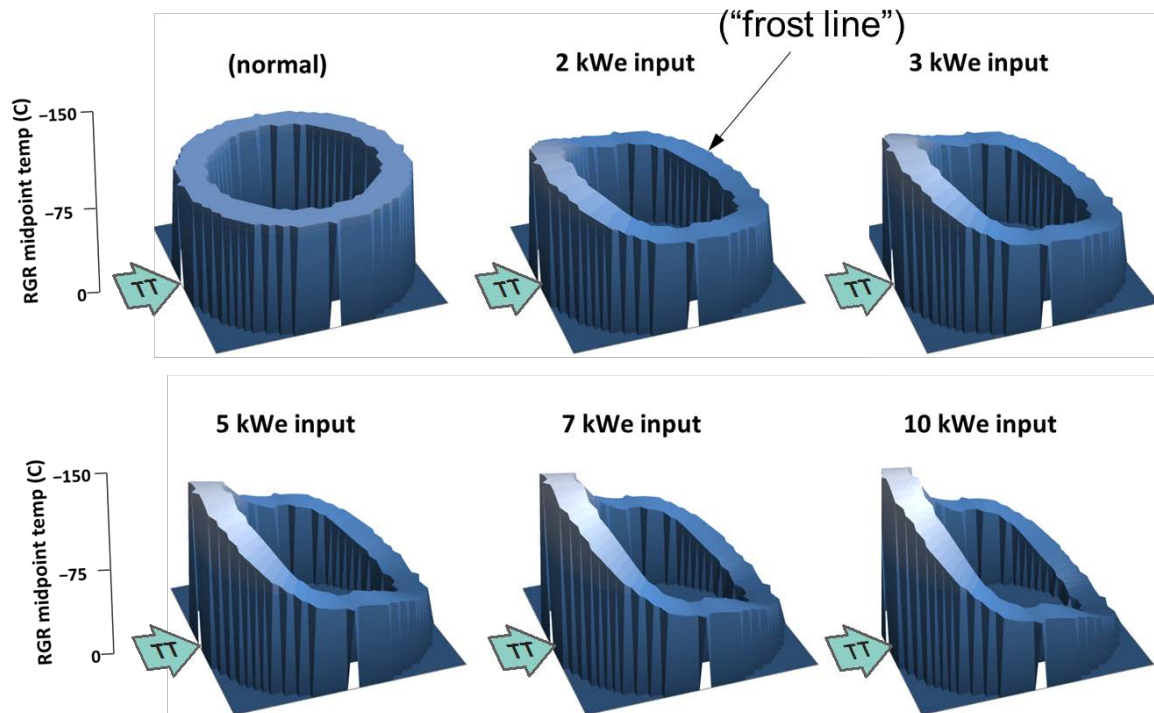 ("frost line")
(normal)
2 kWe input
3 kWe input
RGR midpoint temp (C)
–150
–75
0
TT
TT
TT
5 kWe input
7 kWe input
10 kWe input
RGR midpoint temp (C)
–150
–75
0
TT
TT
TT